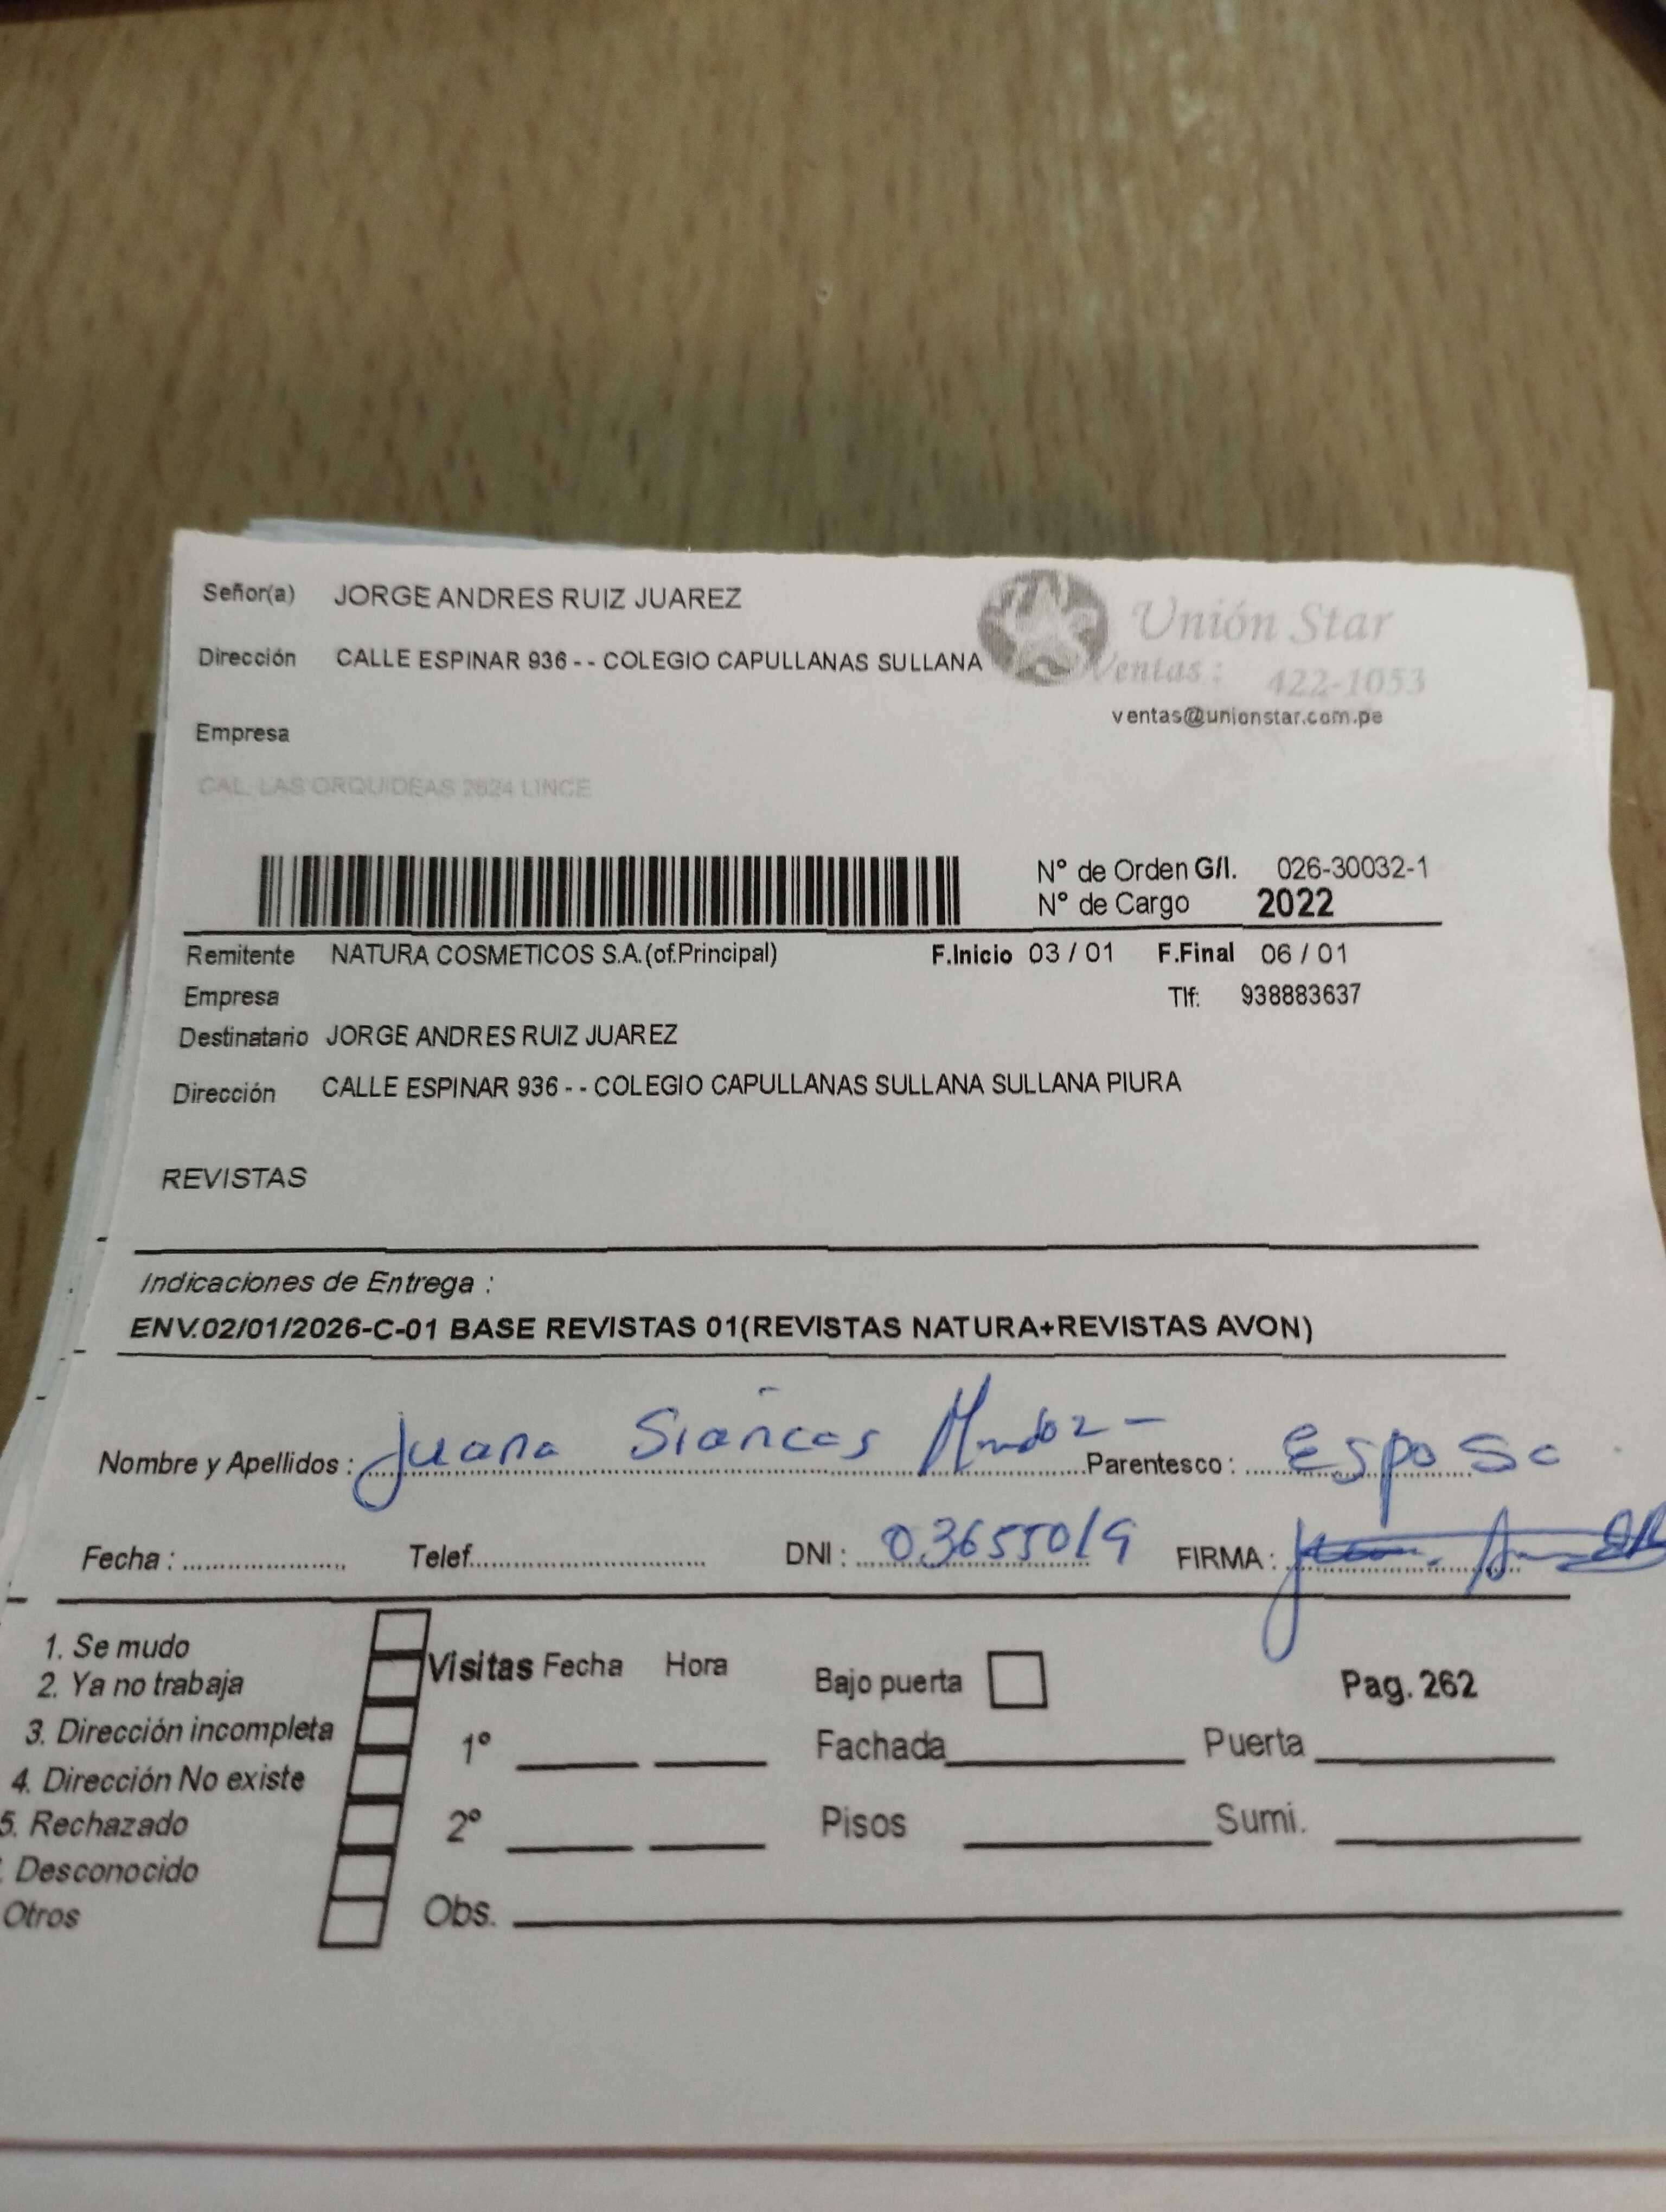 Señor(a) JORGE ANDRES RUIZ JUAREZ
Dirección CALLE ESPINAR 936 - - COLEGIO CAPULLANAS SULLANA
Unión Star
Ventas : 422-1053
ventas@unionstar.com.pe
Empresa
CAL. LAS ORQUIDEAS 2624 LINCE
Nº de Orden G/I. 026-30032-1
Nº de Cargo 2022
Remitente NATURA COSMETICOS S.A.(of.Principal) F.Inicio 03 / 01 F.Final 06 / 01
Empresa Tlf: 938883637
Destinatario JORGE ANDRES RUIZ JUAREZ
Dirección CALLE ESPINAR 936 - - COLEGIO CAPULLANAS SULLANA SULLANA PIURA
REVISTAS
Indicaciones de Entrega :
ENV.02/01/2026-C-01 BASE REVISTAS 01(REVISTAS NATURA+REVISTAS AVON)
Nombre y Apellidos : Juana Siancas Parentesco : Esposa
Fecha : Telef. DNI : 03655019 FIRMA :
1. Se mudo
2. Ya no trabaja
3. Dirección incompleta
4. Dirección No existe
5. Rechazado
Desconocido
Otros
Visitas Fecha Hora Bajo puerta Pag. 262
1º Fachada Puerta
2º Pisos Sumi.
Obs.